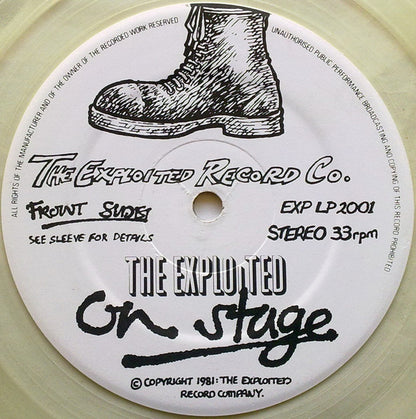 ALL RIGHTS OF THE MANUFACTURER AND OF THE OWNER OF THE RECORDED WORK RESERVED
UNAUTHORISED PUBLIC PERFORMANCE BROADCASTING AND COPYING OF THIS RECORD PROHIBITED
THE EXPLOITED RECORD CO.
FRONT
EXP LP 2001
SEE SLEEVE FOR DETAILS
STEREO 33rpm
THE EXPLOITED
on stage
© COPYRIGHT 1981: THE EXPLOITED
RECORD COMPANY.